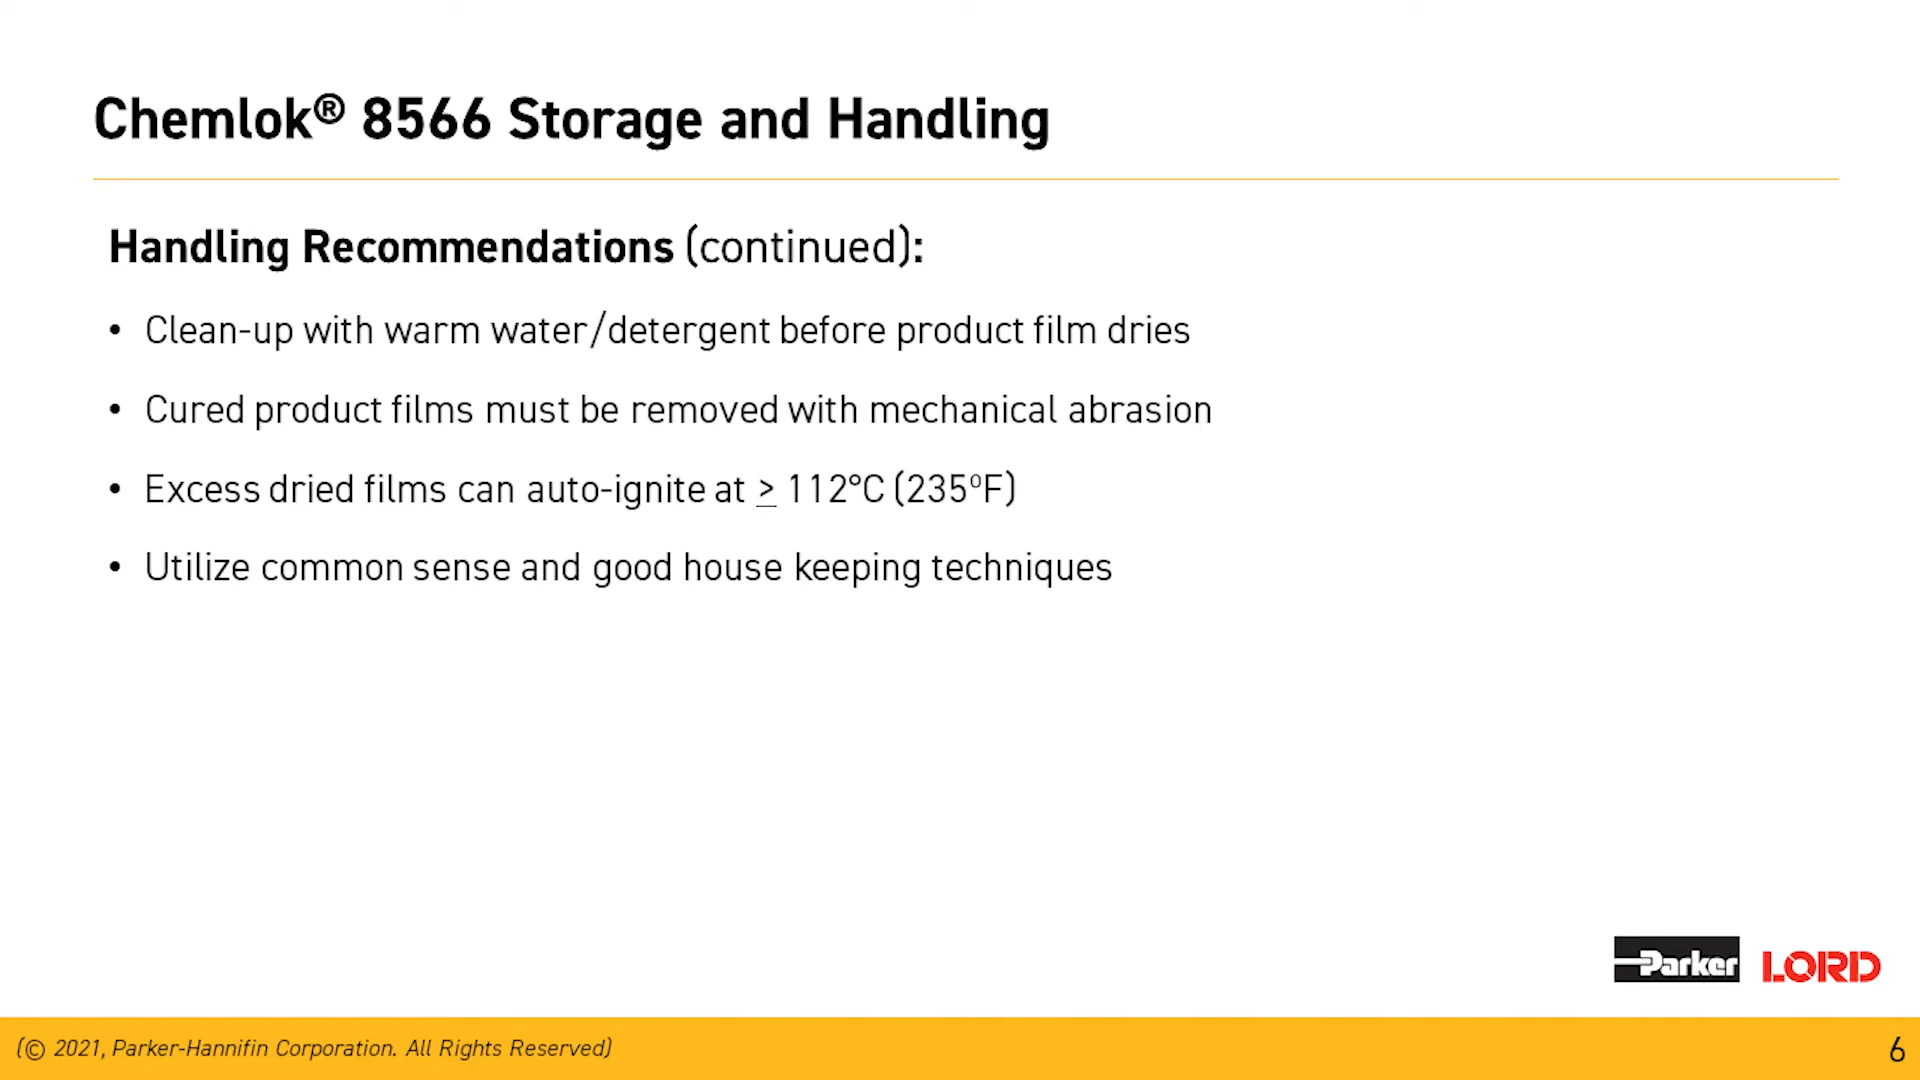 Chemlok® 8566 Storage and Handling
Handling Recommendations (continued):
• Clean-up with warm water/detergent before product film dries
• Cured product films must be removed with mechanical abrasion
• Excess dried films can auto-ignite at ≥ 112°C (235ºF)
• Utilize common sense and good house keeping techniques
Parker LORD
(© 2021, Parker-Hannifin Corporation. All Rights Reserved)
6